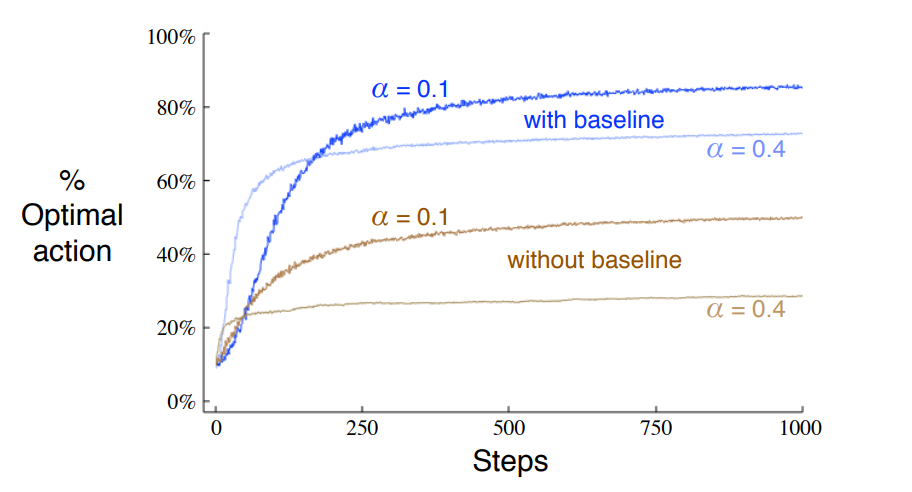 100%
80%
60%
40%
20%
0%
%
Optimal
action
α = 0.1
with baseline
α = 0.4
α = 0.1
without baseline
α = 0.4
0
250
500
750
1000
Steps